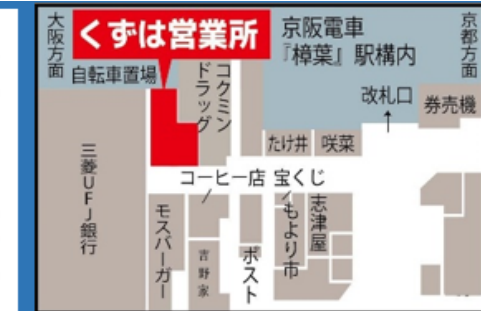 大阪方面
くずは営業所
京阪電車
『樟葉』駅構内
京都方面
自転車置場
コクミン
ドラッグ
改札口
券売機
たけ井
咲菜
三菱UFJ銀行
コーヒー店
宝くじ
モスバーガー
吉野家
ポスト
もより市
志津屋